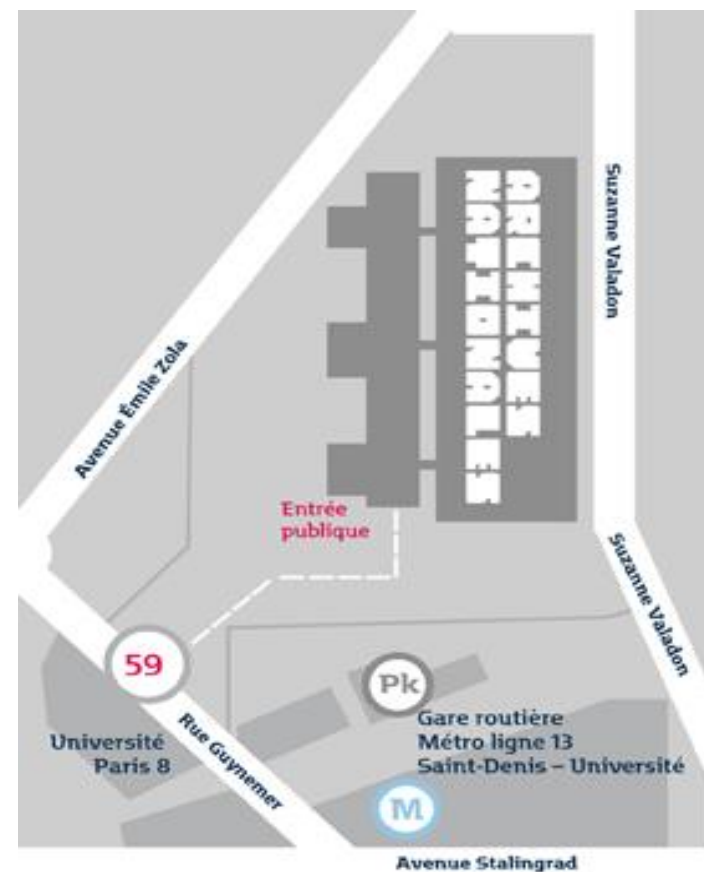 Suzanne Valadon
ARCHIVES
NATIONALES
Avenue Émile Zola
Entrée
publique
Suzanne Valadon
59
Pk
Université
Paris 8
Rue Guynemer
Gare routière
Métro ligne 13
Saint-Denis – Université
M
Avenue Stalingrad